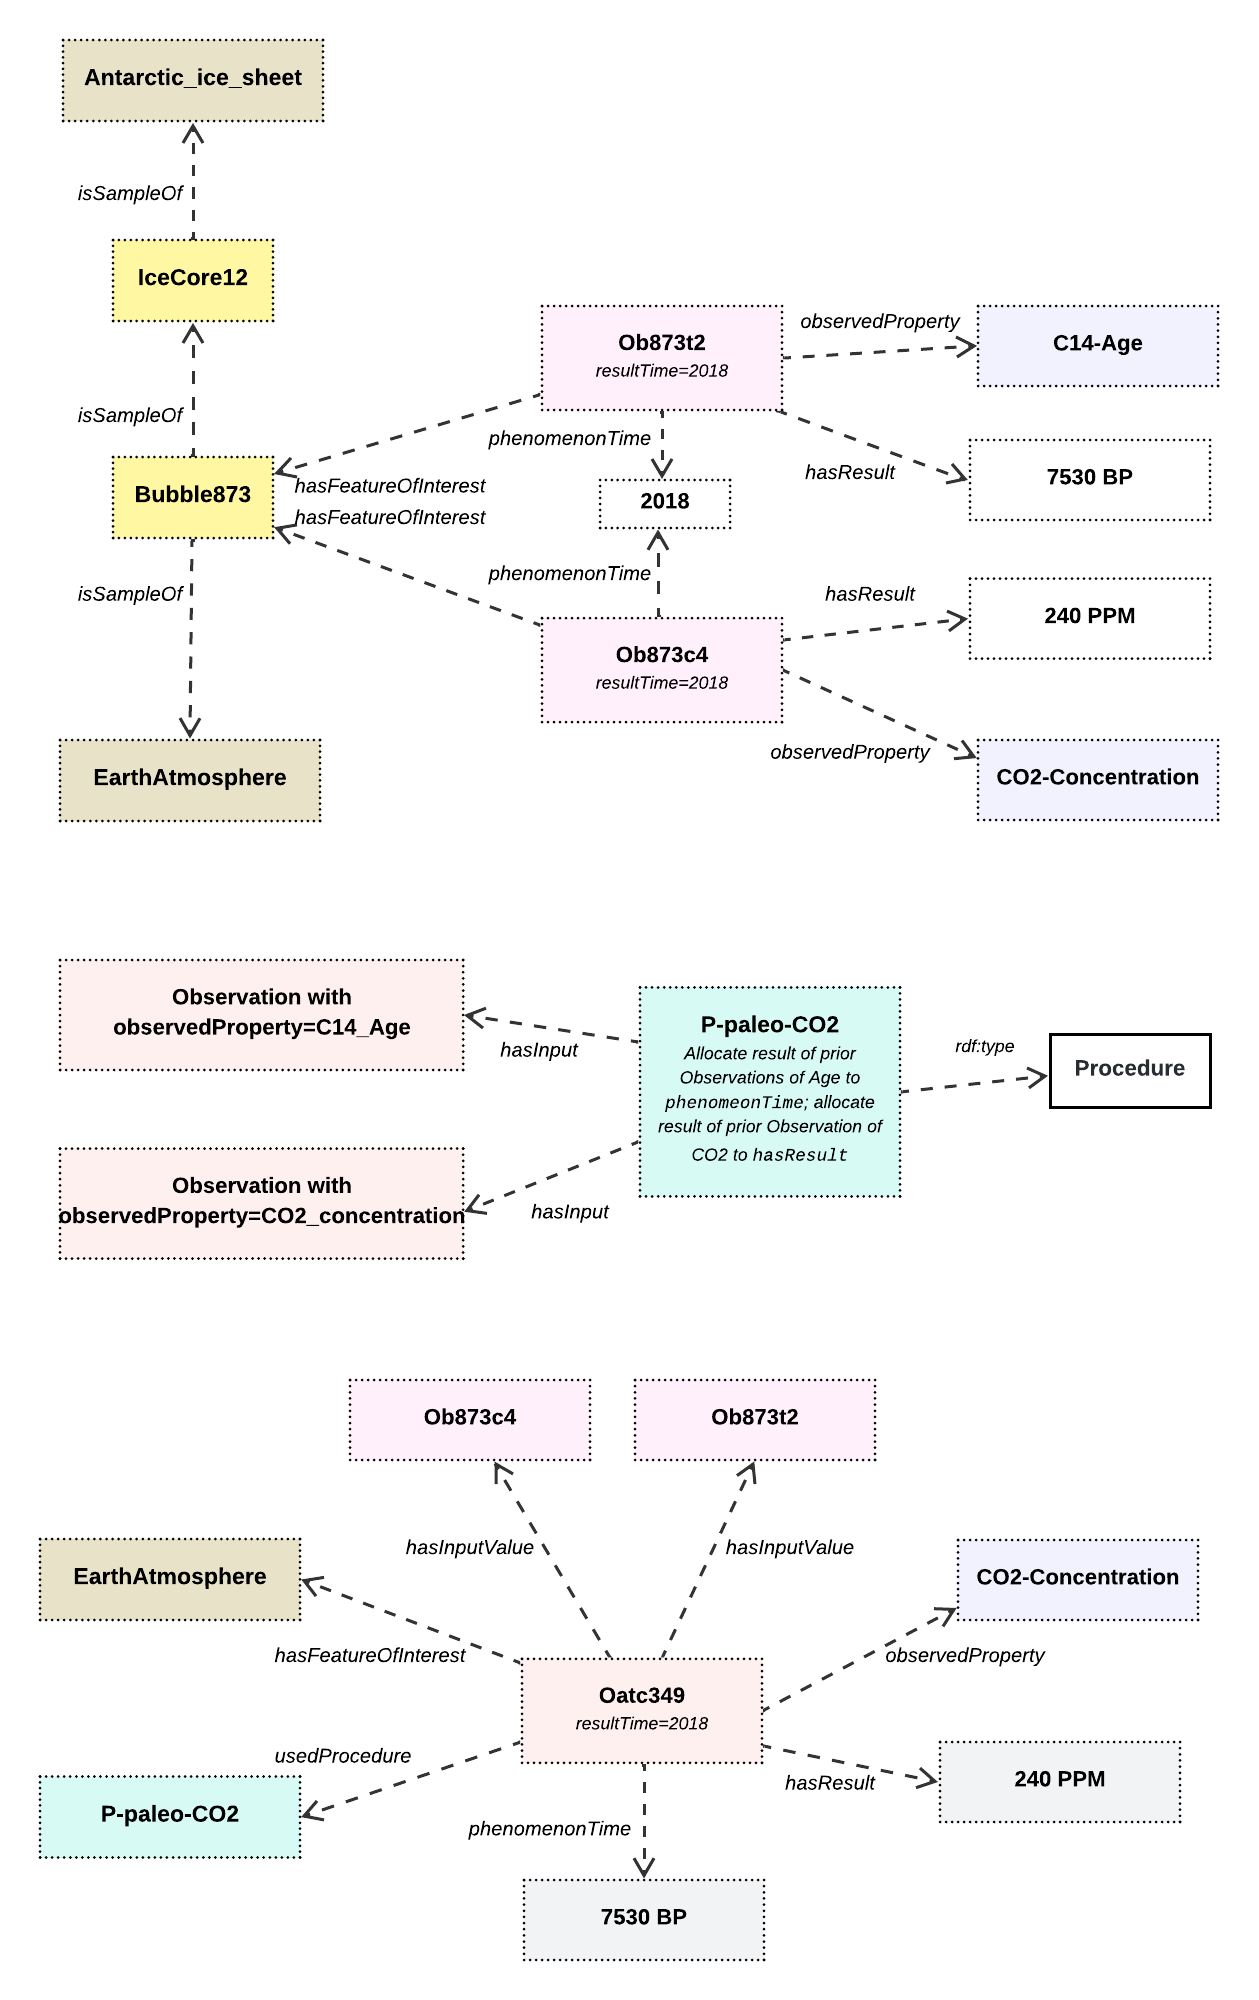 Antarctic_ice_sheet
isSampleOf
IceCore12
isSampleOf
Bubble873
isSampleOf
EarthAtmosphere
Ob873t2
resultTime=2018
observedProperty
C14-Age
phenomenonTime
hasResult
7530 BP
hasFeatureOfInterest
hasFeatureOfInterest
2018
phenomenonTime
hasResult
240 PPM
Ob873c4
resultTime=2018
observedProperty
CO2-Concentration
Observation with
observedProperty=C14_Age
hasInput
P-paleo-CO2
Allocate result of prior
Observations of Age to
phenomeonTime; allocate
result of prior Observation of
CO2 to hasResult
rdf:type
Procedure
Observation with
observedProperty=CO2_concentration
hasInput
Ob873c4
Ob873t2
hasInputValue
hasInputValue
EarthAtmosphere
CO2-Concentration
hasFeatureOfInterest
observedProperty
Oatc349
resultTime=2018
usedProcedure
hasResult
240 PPM
P-paleo-CO2
phenomenonTime
7530 BP